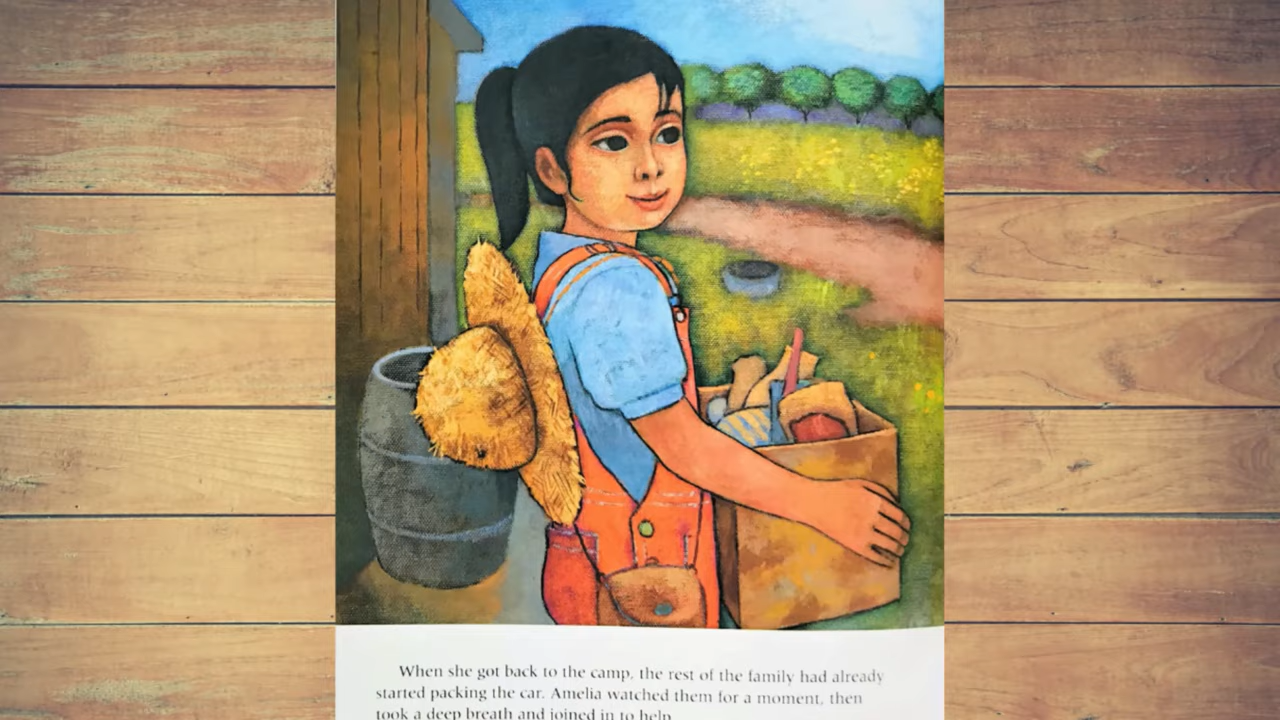 When she got back to the camp, the rest of the family had already
started packing the car. Amelia watched them for a moment, then
took a deep breath and joined in to help.